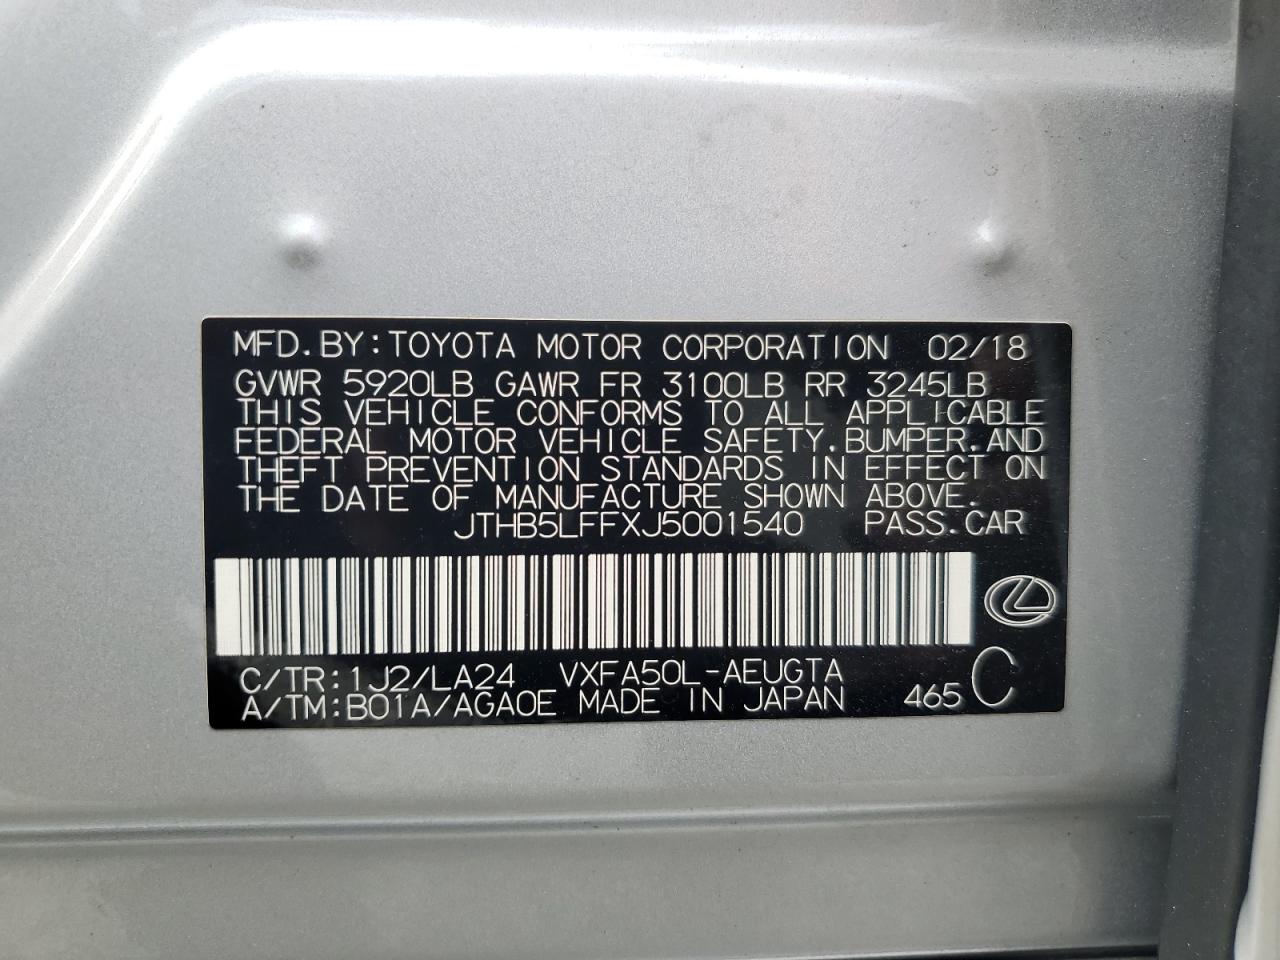 MFD.BY:TOYOTA MOTOR CORPORATION 02/18
GVWR 5920LB GAWR FR 3100LB RR 3245LB
THIS VEHICLE CONFORMS TO ALL APPLICABLE
FEDERAL MOTOR VEHICLE SAFETY.BUMPER.AND
THEFT PREVENTION STANDARDS IN EFFECT ON
THE DATE OF MANUFACTURE SHOWN ABOVE.
JTHB5LFFXJ5001540 PASS.CAR
C/TR:1J2/LA24 VXFA50L-AEUGTA
A/TM:B01A/AGA0E MADE IN JAPAN 465 C